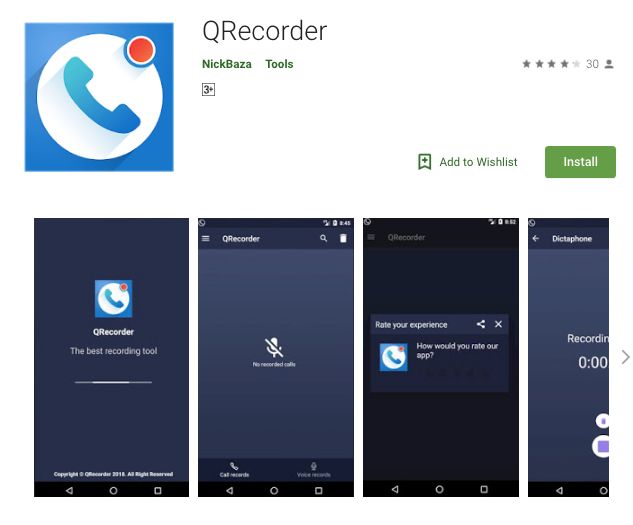 QRecorder
NickBaza Tools
30
3+
Add to Wishlist
Install
QRecorder
The best recording tool
Copyright © QRecorder 2018. All Right Reserved
8:45
QRecorder
No recorded calls
Call records
Voice records
8:52
QRecorder
Rate your experience
How would you rate our
app?
Dictaphone
Recordin
0:00